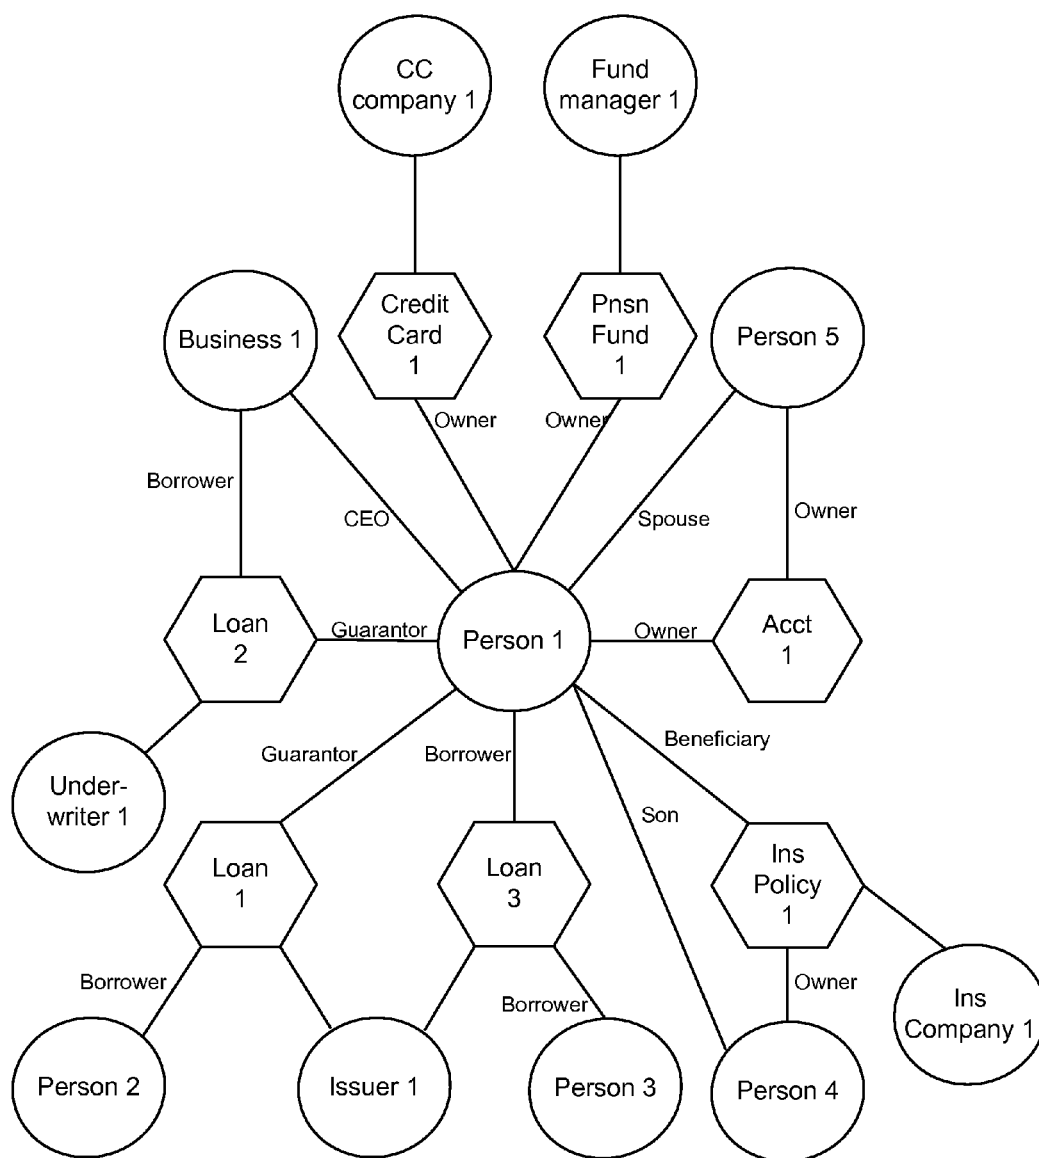 CC
company 1
Fund
manager 1
Business 1
Credit
Card
1
Pnsn
Fund
1
Person 5
Owner
Owner
Borrower
CEO
Spouse
Owner
Loan
2
Guarantor
Person 1
Owner
Acct
1
Guarantor
Borrower
Beneficiary
Under-
writer 1
Son
Loan
1
Loan
3
Ins
Policy
1
Borrower
Borrower
Owner
Ins
Company 1
Person 2
Issuer 1
Person 3
Person 4